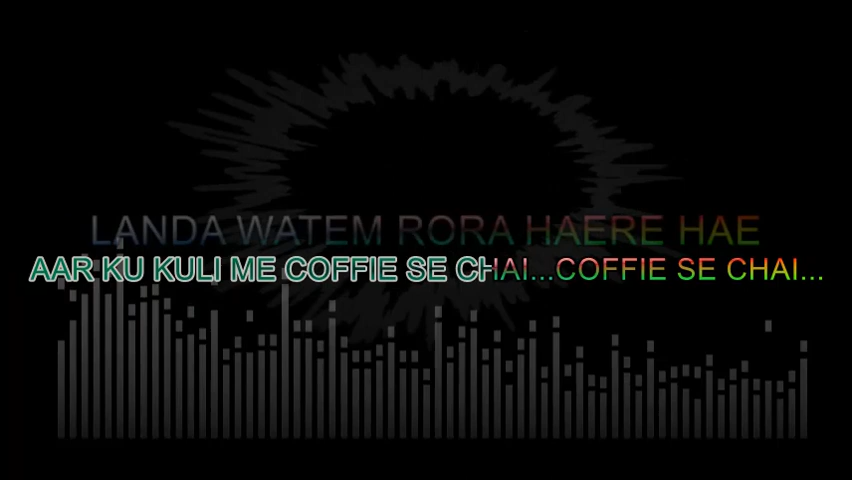 LANDA WATEM RORA HAERE HAE
AAR KU KULI ME COFFIE SE CHAI...COFFIE SE CHAI...